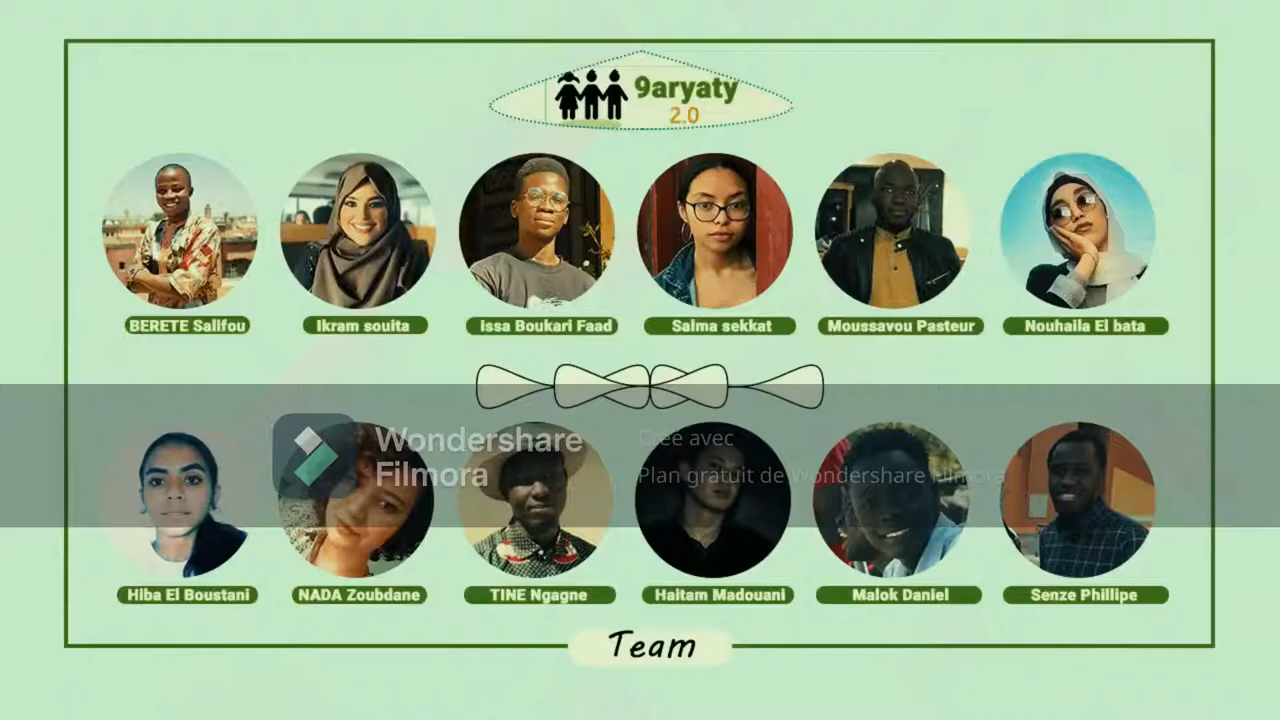 9aryaty
2.0
BERETE Salifou
Ikram souita
Issa Boukari Faad
Salma sekkat
Moussavou Pasteur
Nouhaila El bata
Wondershare
Filmora
Crée avec
Plan gratuit de Wondershare Filmora
Hiba El Boustani
NADA Zoubdane
TINE Ngagne
Haitam Madouani
Malok Daniel
Senze Phillipe
Team